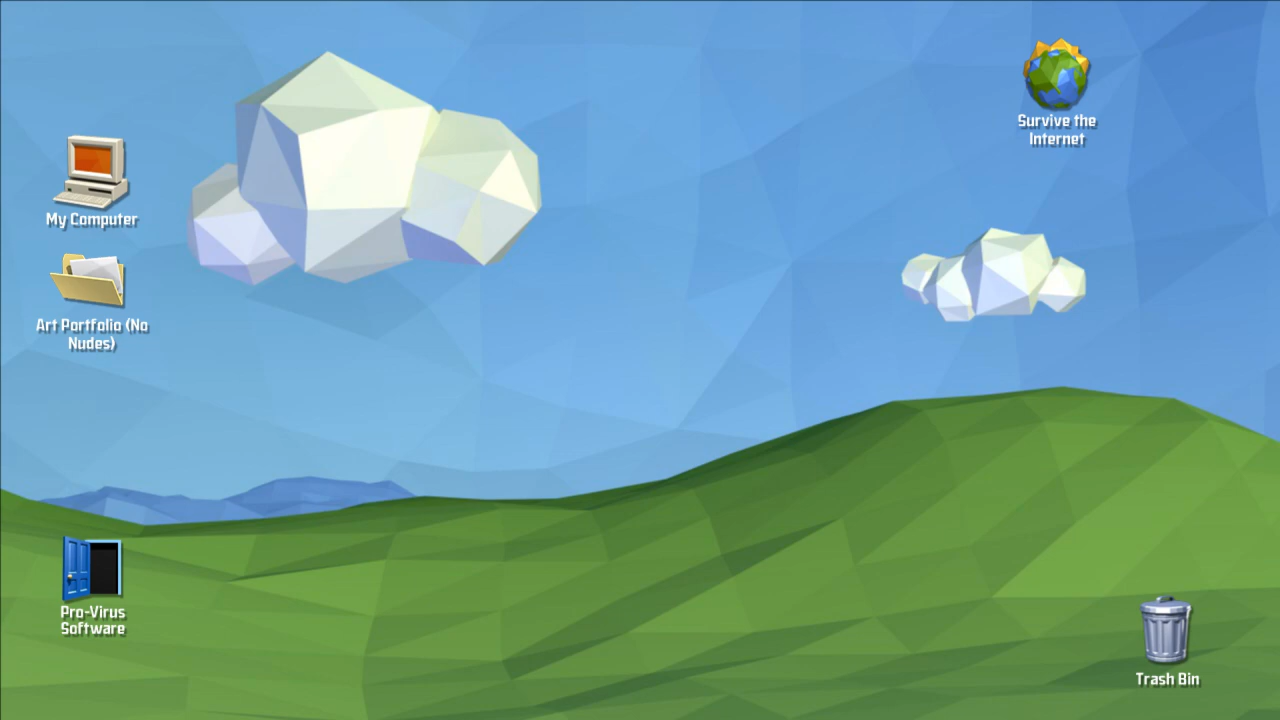 Survive the
Internet
My Computer
Art Portfolio (No
Nudes)
Pro-Virus
Software
Trash Bin